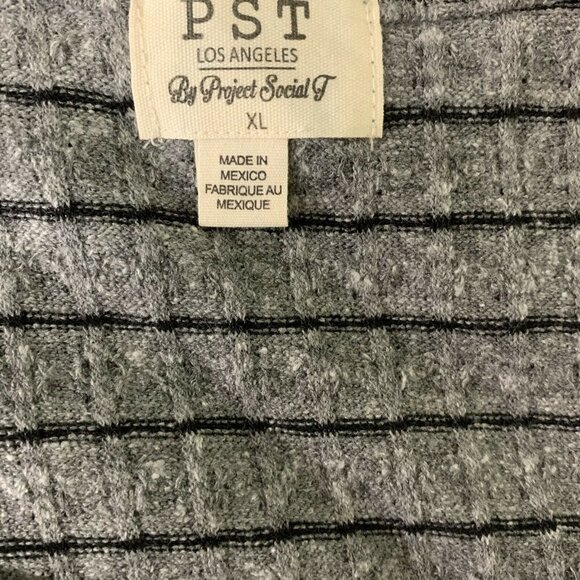 PST
LOS ANGELES
By Project Social T
XL
MADE IN
MEXICO
FABRIQUE AU
MEXIQUE